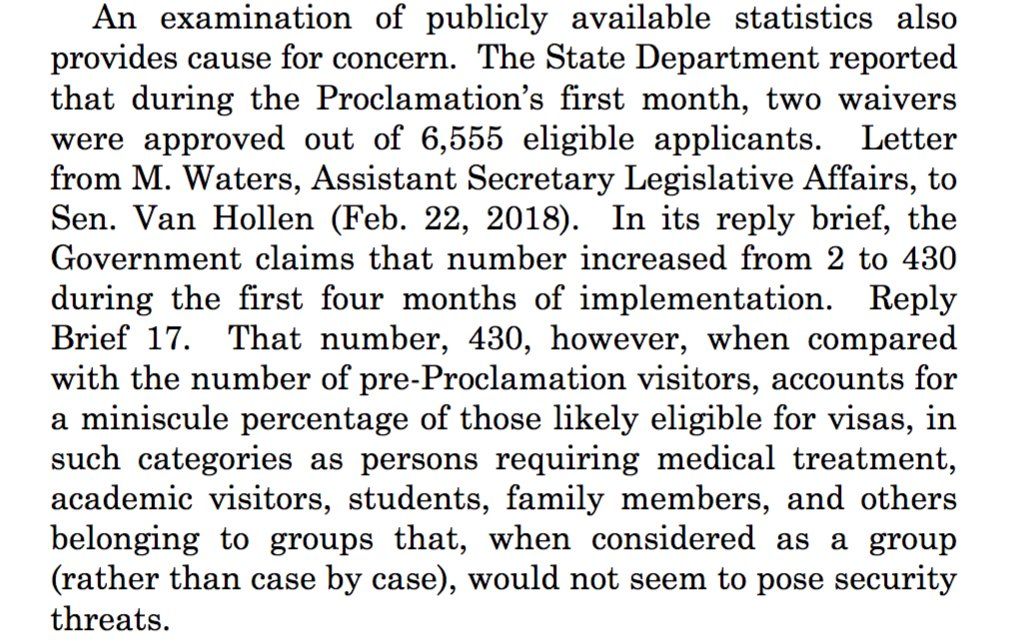 An examination of publicly available statistics also
provides cause for concern. The State Department reported
that during the Proclamation’s first month, two waivers
were approved out of 6,555 eligible applicants. Letter
from M. Waters, Assistant Secretary Legislative Affairs, to
Sen. Van Hollen (Feb. 22, 2018). In its reply brief, the
Government claims that number increased from 2 to 430
during the first four months of implementation. Reply
Brief 17. That number, 430, however, when compared
with the number of pre-Proclamation visitors, accounts for
a miniscule percentage of those likely eligible for visas, in
such categories as persons requiring medical treatment,
academic visitors, students, family members, and others
belonging to groups that, when considered as a group
(rather than case by case), would not seem to pose security
threats.